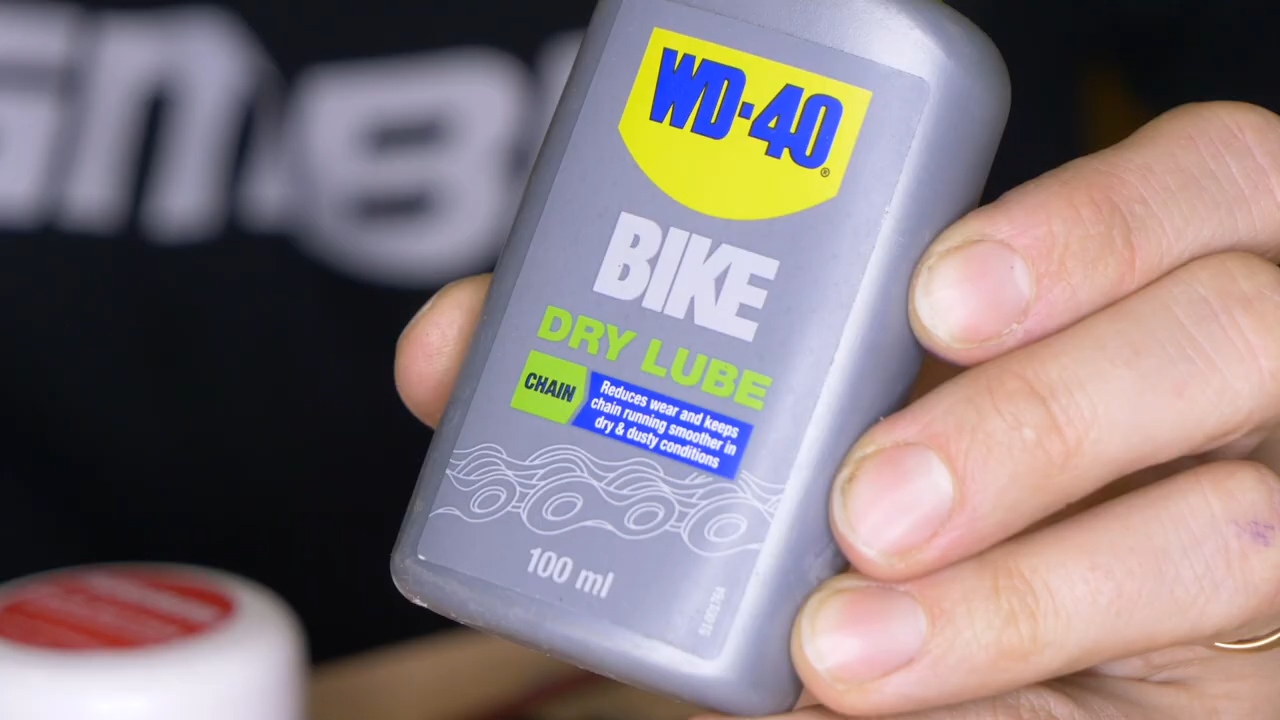 WD-40®
BIKE
DRY LUBE
CHAIN
Reduces wear and keeps
chain running smoother in
dry & dusty conditions
100 ml